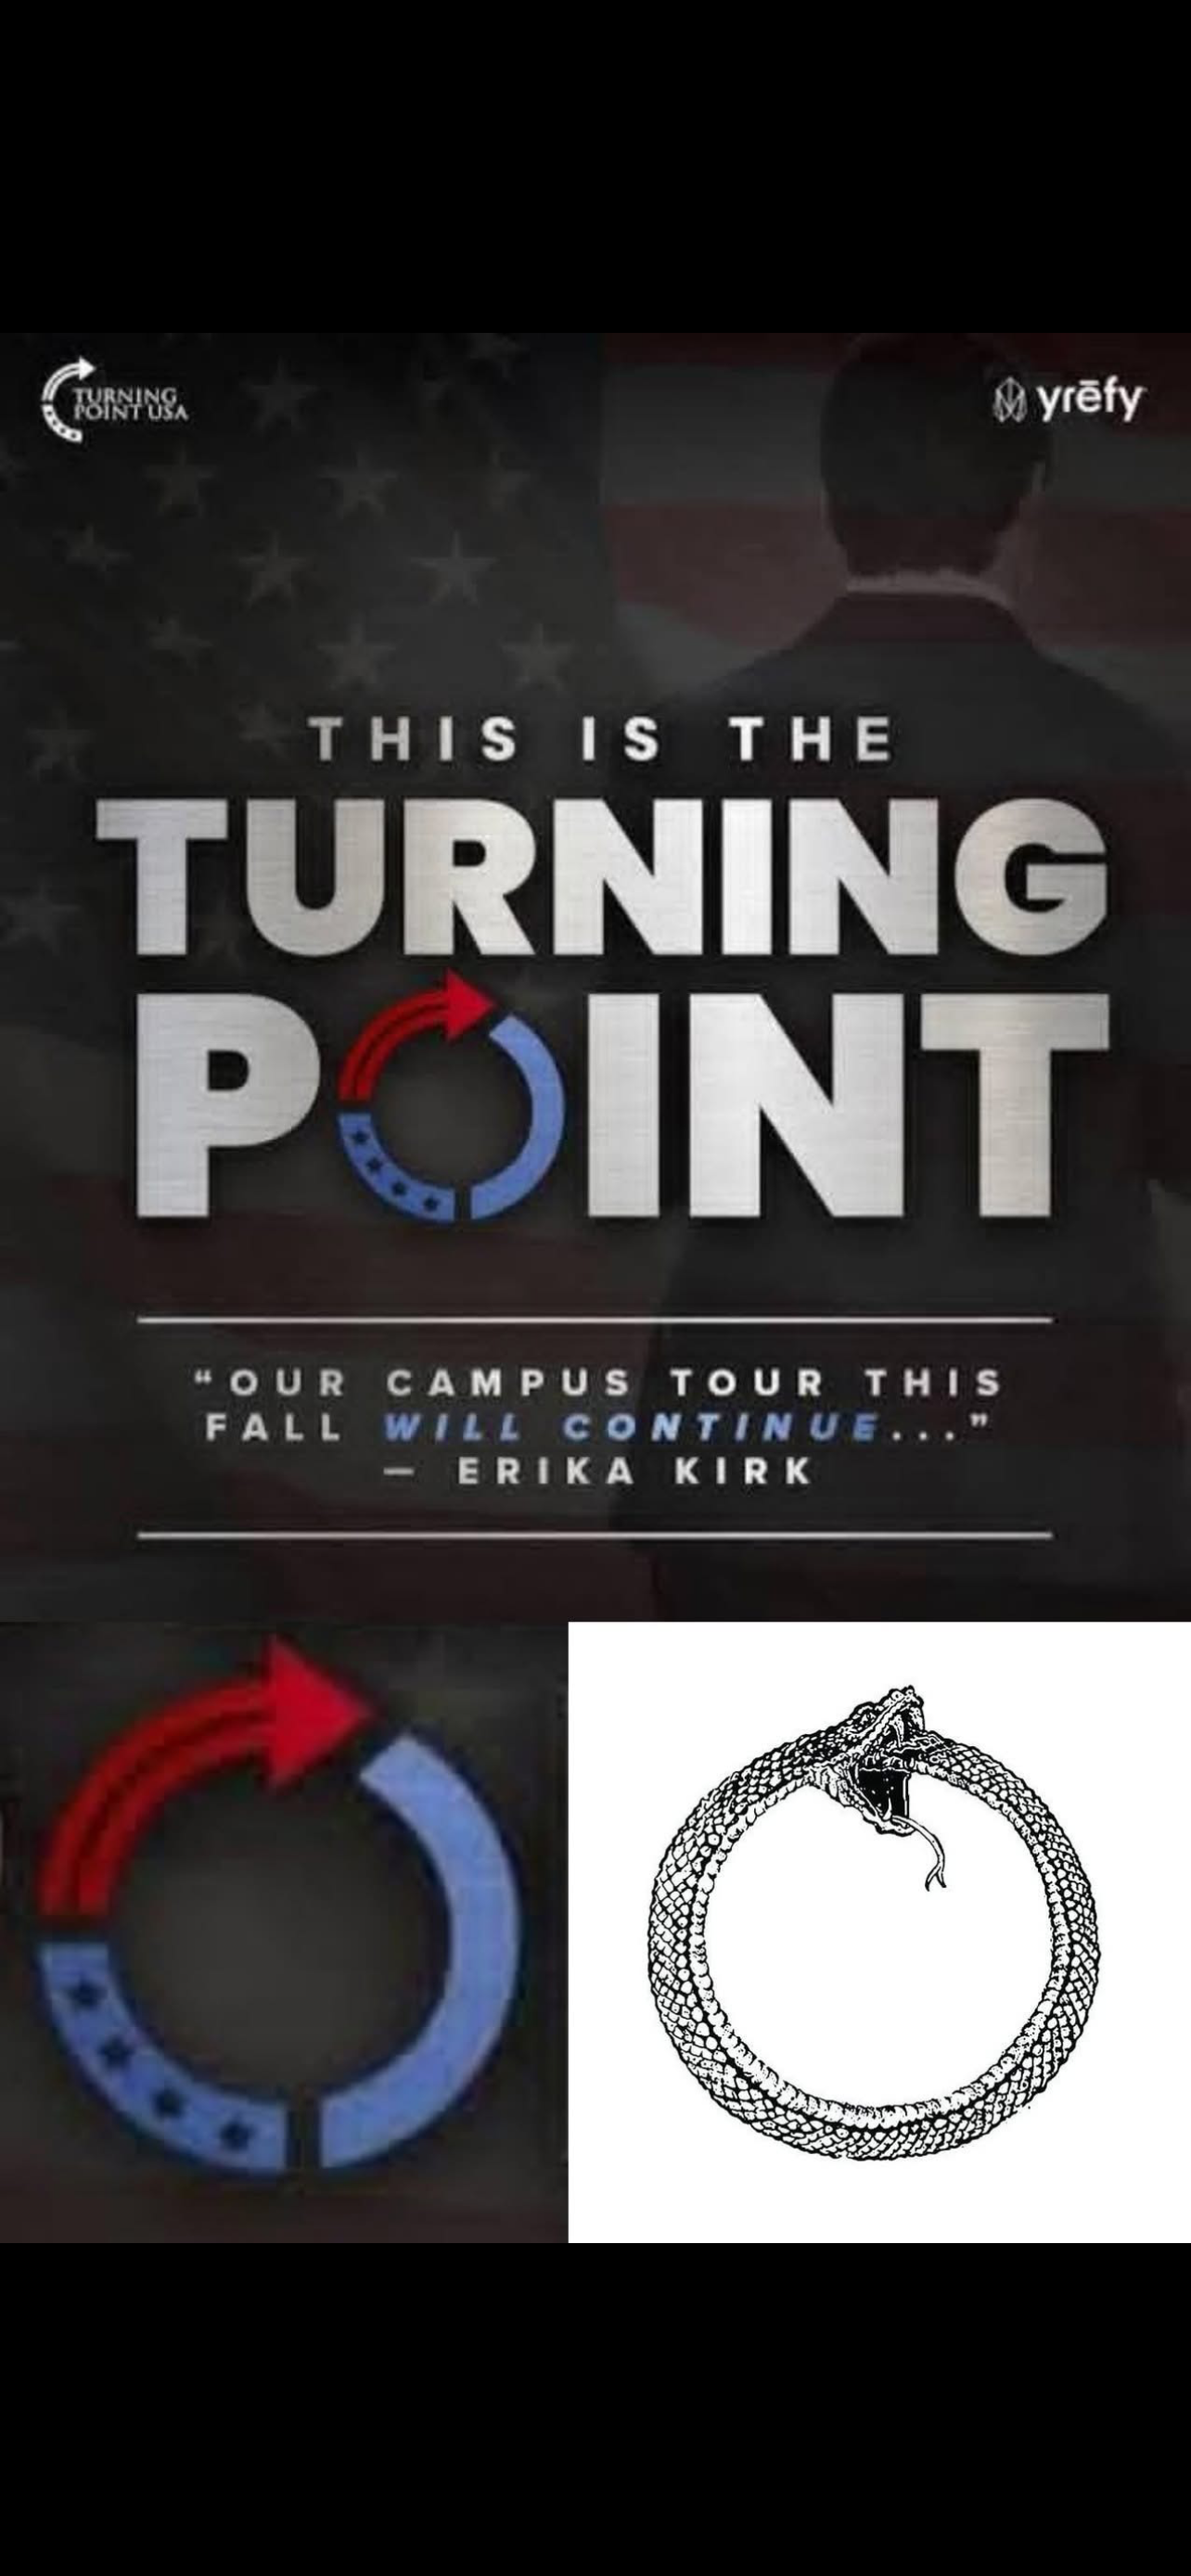 TURNING
POINT USA
yrēfy
THIS IS THE
TURNING
POINT
“OUR CAMPUS TOUR THIS
FALL WILL CONTINUE...”
— ERIKA KIRK